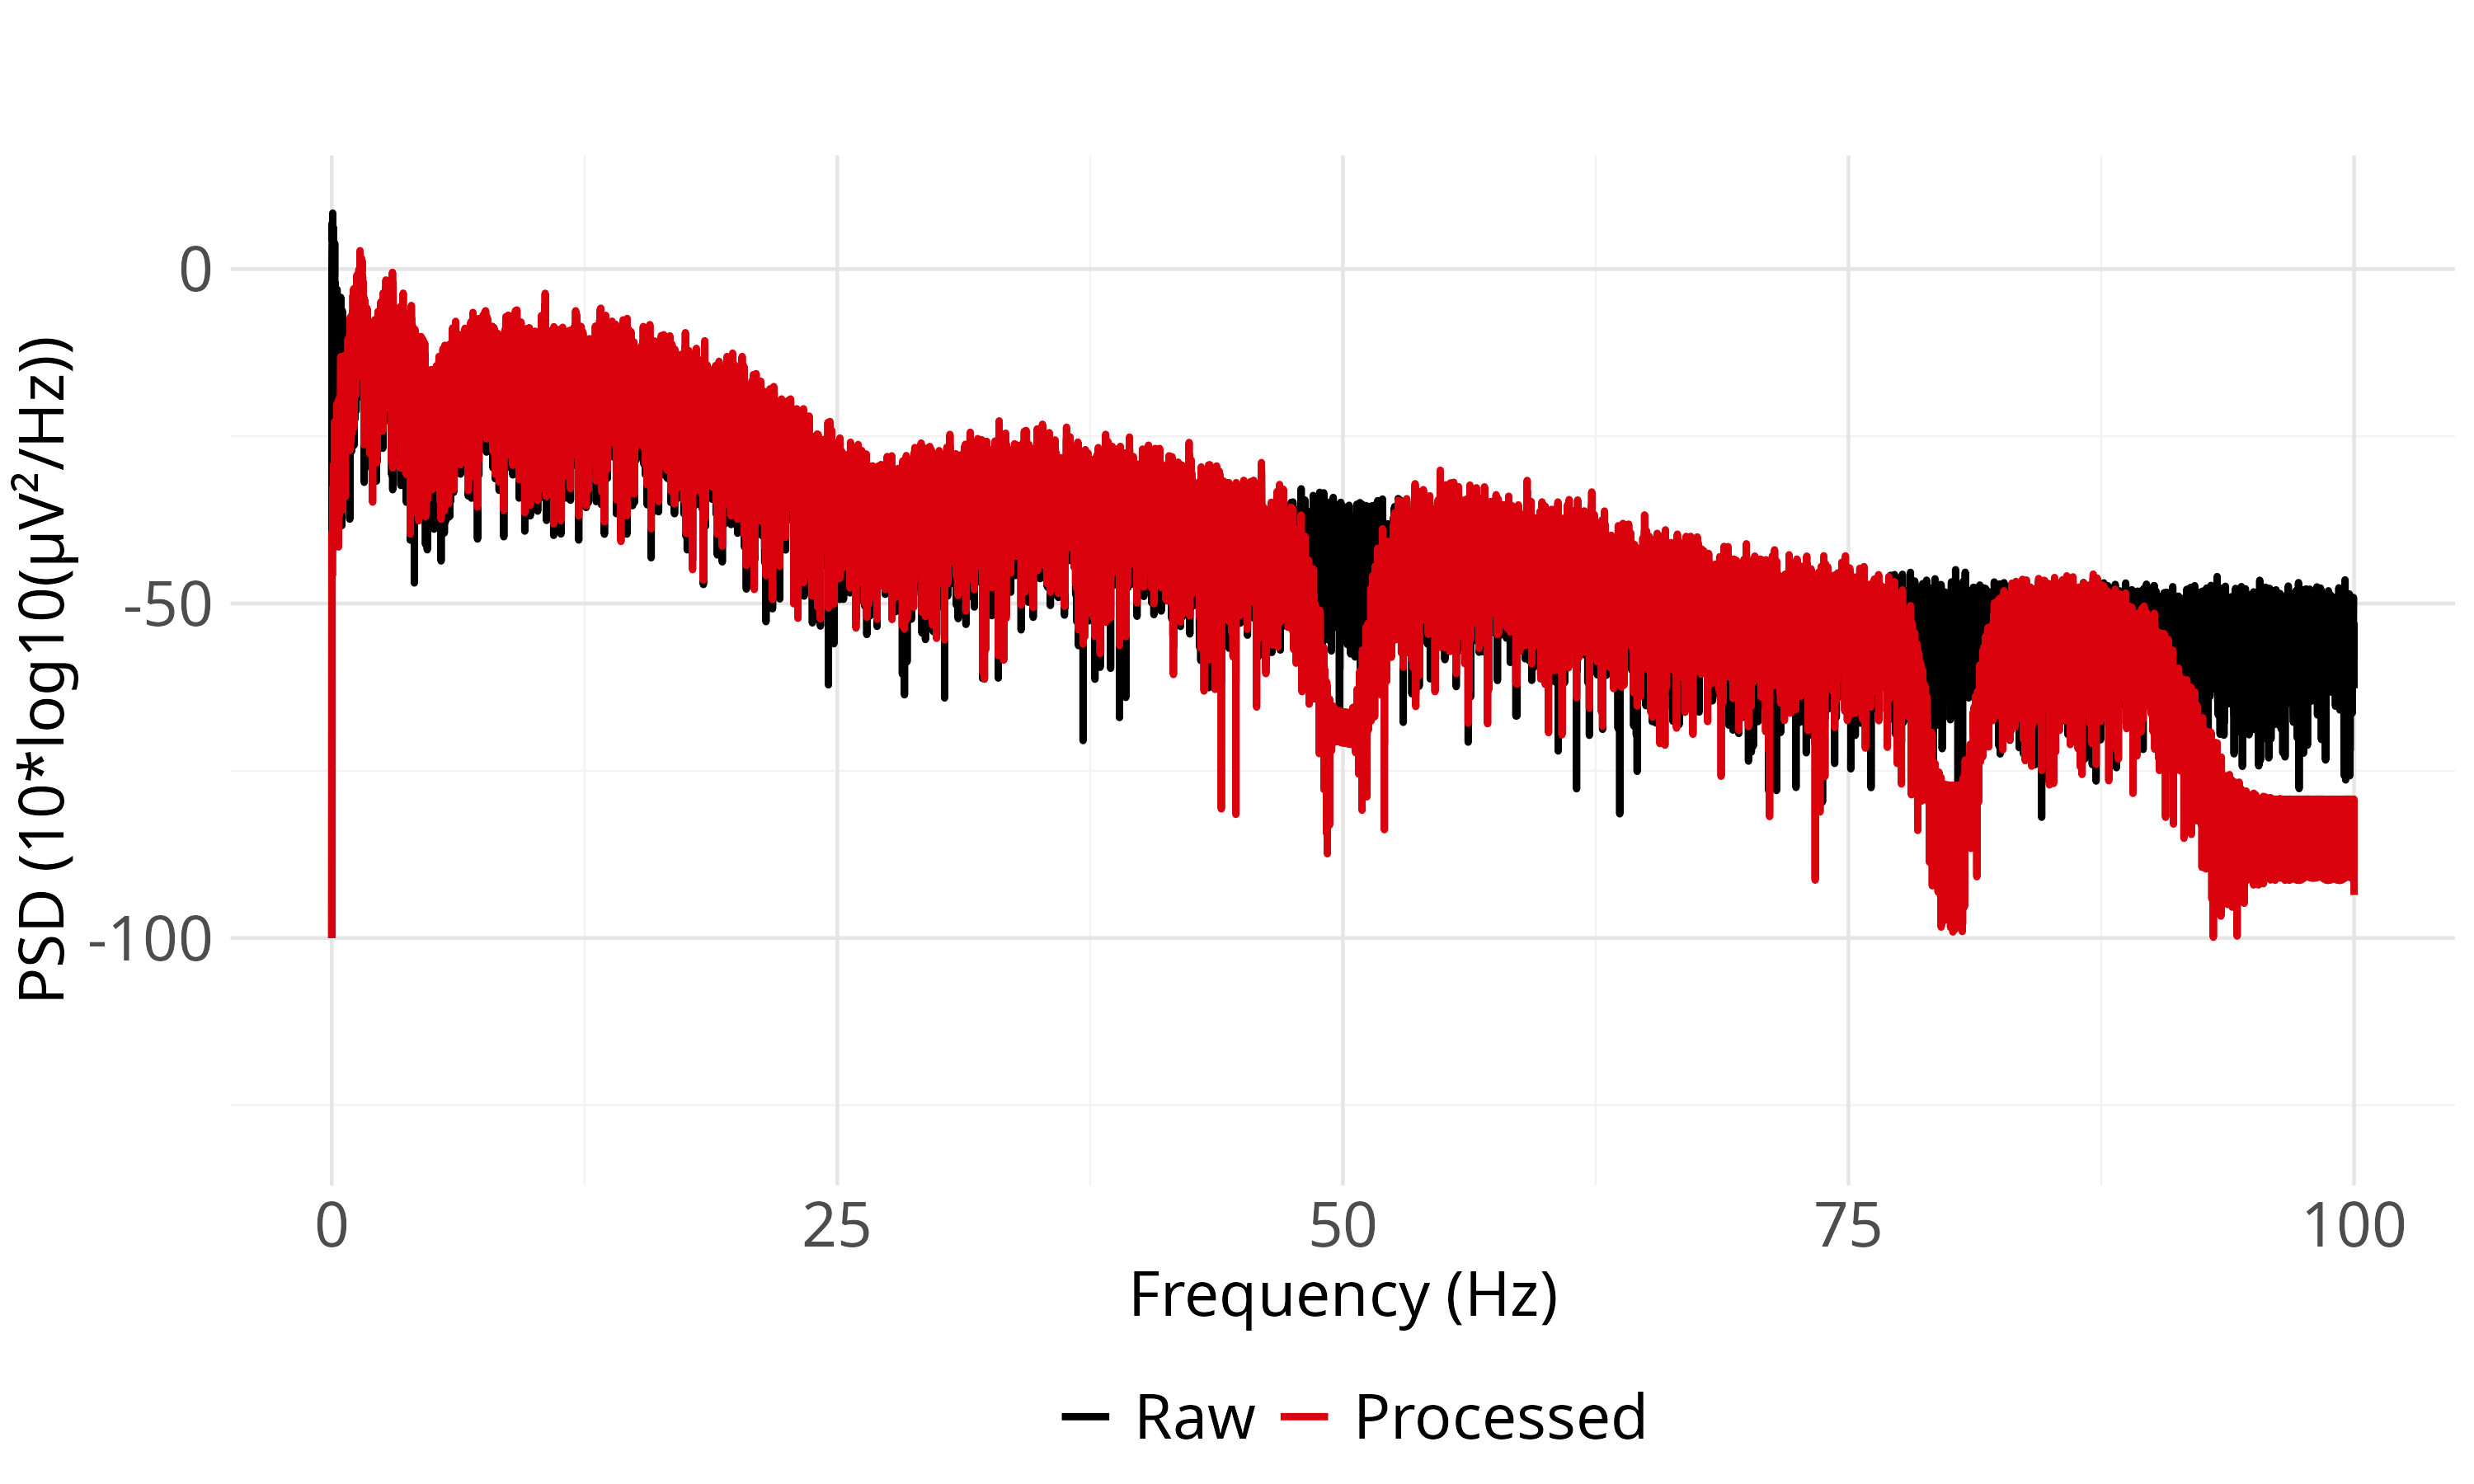 PSD (10*log10(µV²/Hz)))
0
-50
-100
0 25 50 75 100
Frequency (Hz)
Raw Processed